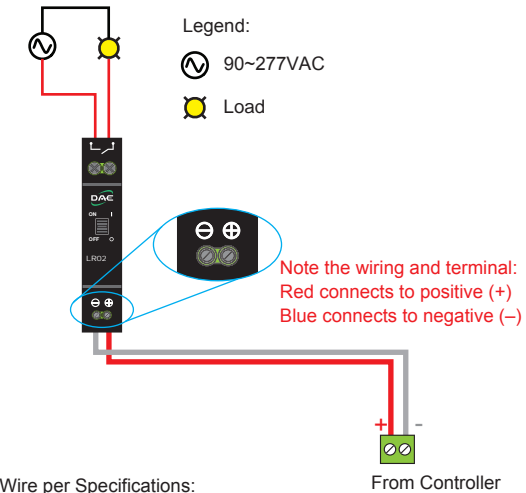 Legend:
90~277VAC
Load
DAE
ON I
OFF O
LR02
Note the wiring and terminal:
Red connects to positive (+)
Blue connects to negative (–)
+ -
From Controller
Wire per Specifications: